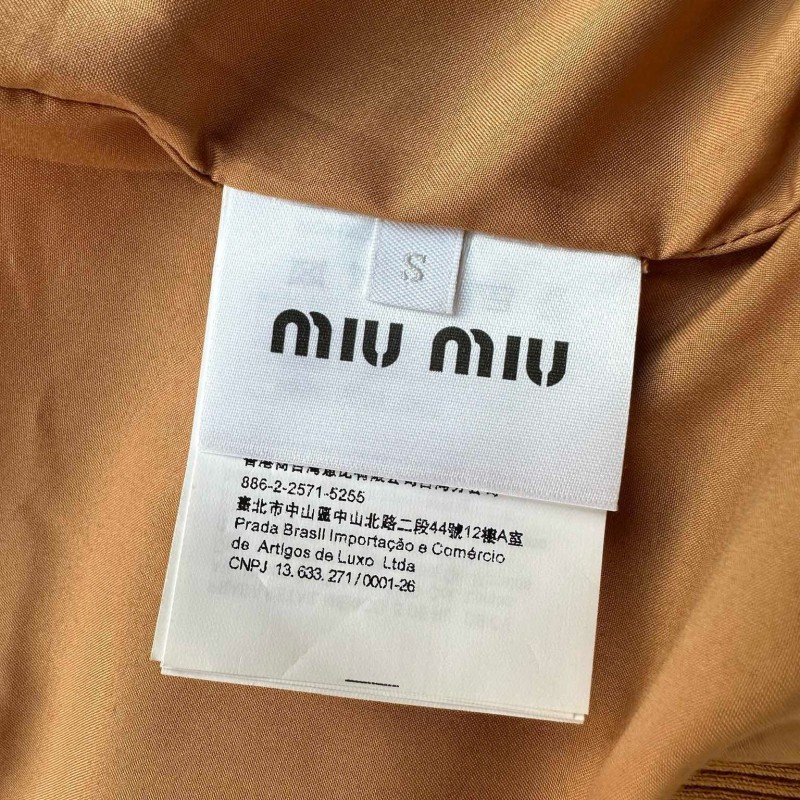 S
miu miu
886-2-2571-5255
臺北市中山區中山北路二段44號12樓A室
Prada Brasil Importação e Comércio
de Artigos de Luxo Ltda
CNPJ 13.633.271/0001-26